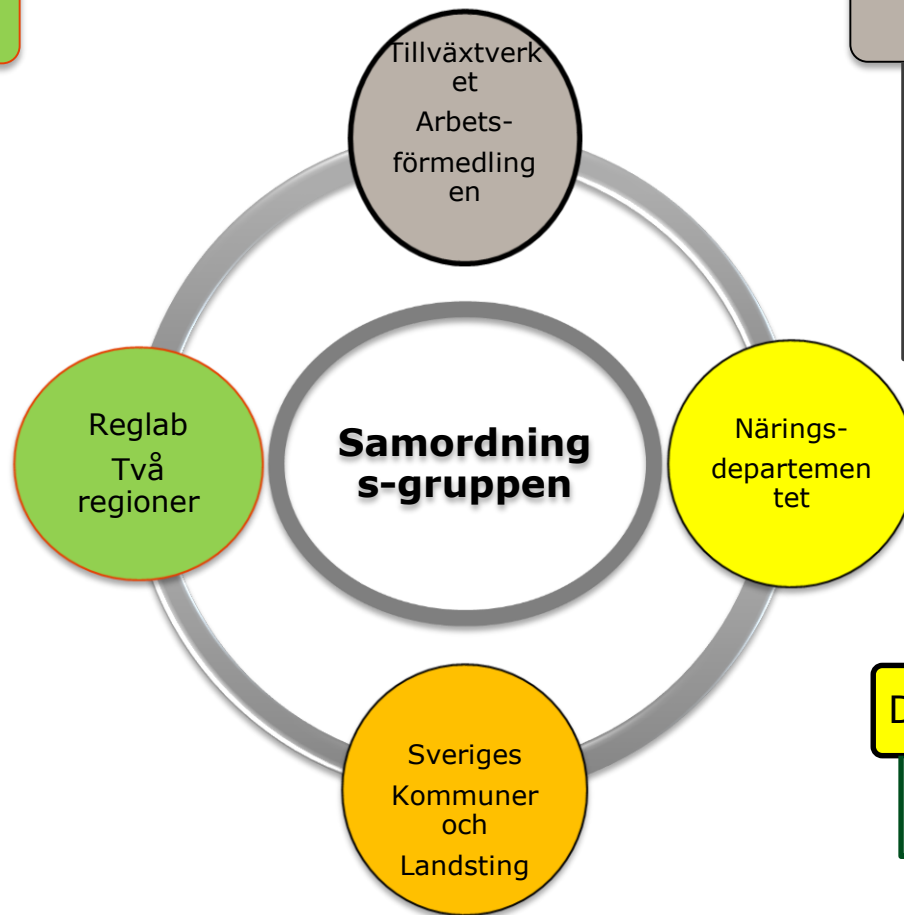 Tillväxtverk
et
Arbets-
förmedling
en
Reglab
Två
regioner
Samordning
s-gruppen
Närings-
departemen
tet
D
Sveriges
Kommuner
och
Landsting